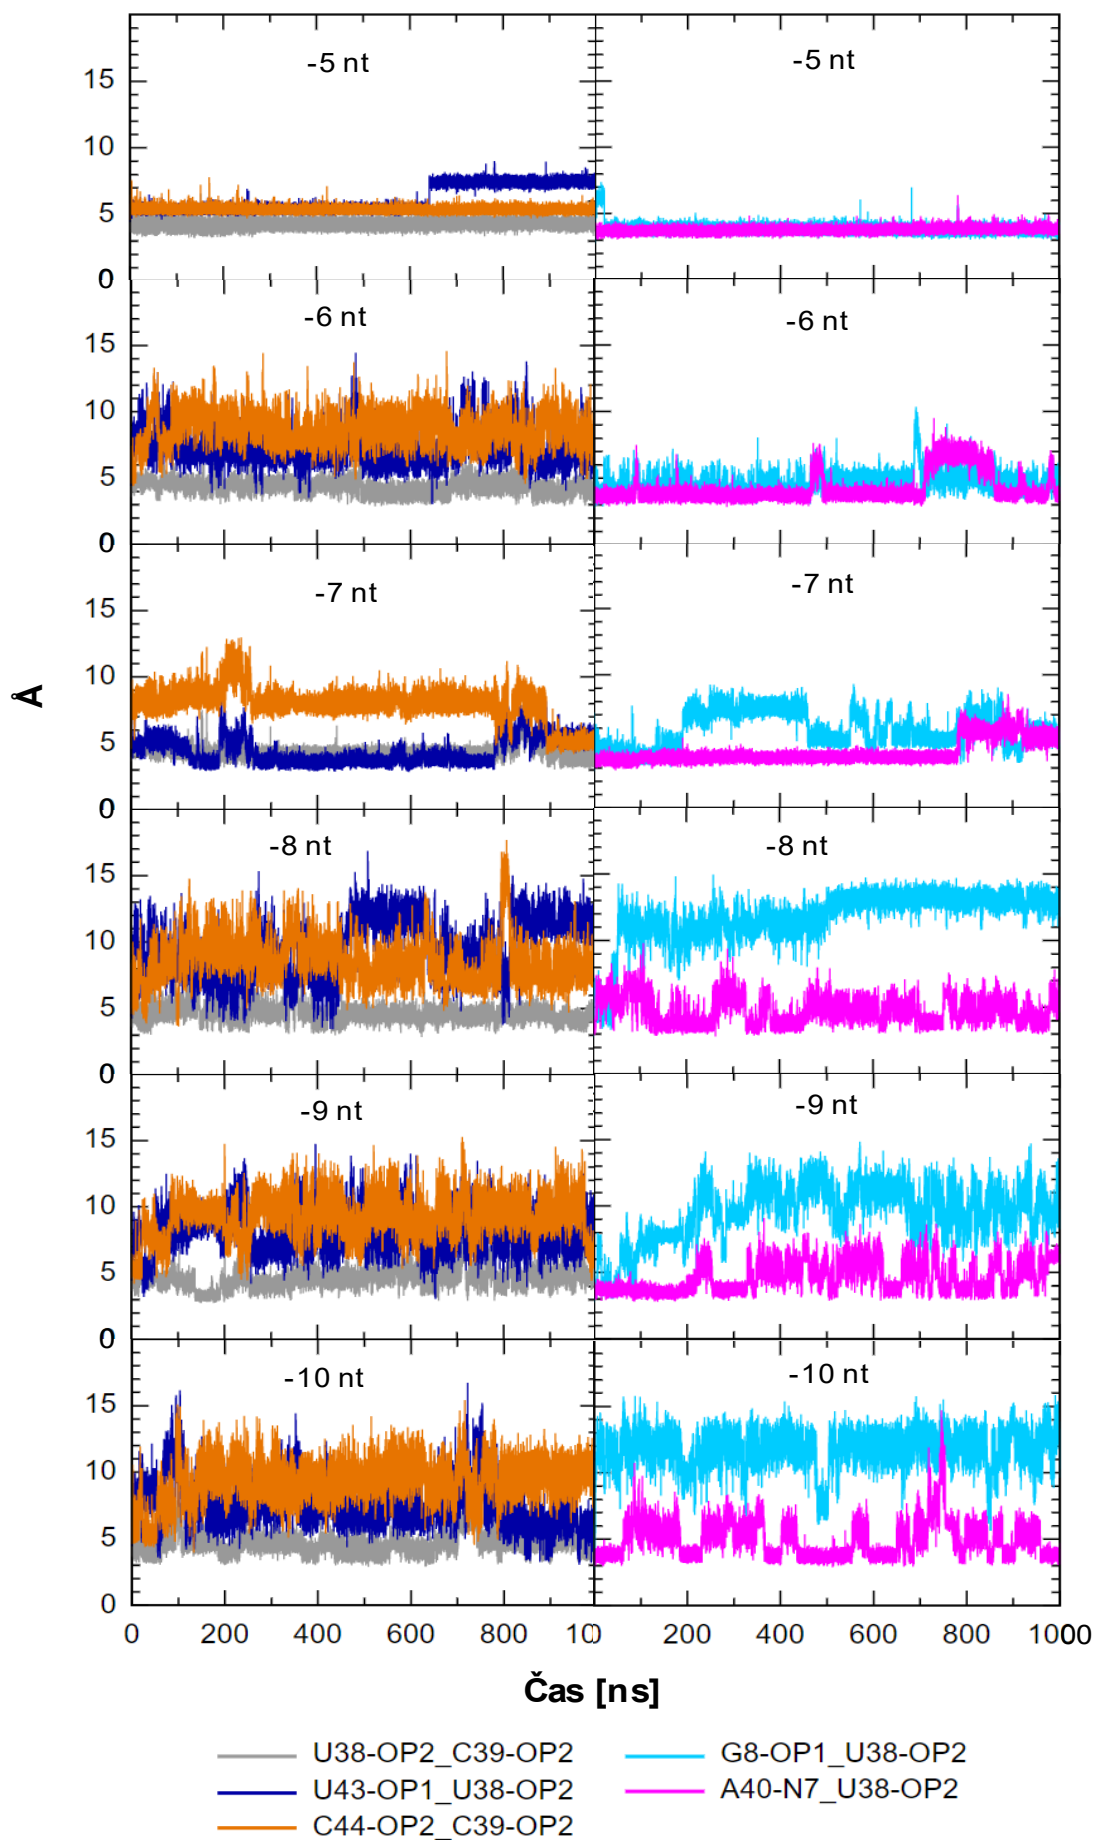 -5 nt
-5 nt
15
10
5
0
-6 nt
-6 nt
15
10
5
0
-7 nt
-7 nt
15
10
5
0
Å
-8 nt
-8 nt
15
10
5
0
-9 nt
-9 nt
15
10
5
0
-10 nt
-10 nt
15
10
5
0
0 200 400 600 800 10 200 400 600 800 1000
Čas [ns]
U38-OP2_C39-OP2 G8-OP1_U38-OP2
U43-OP1_U38-OP2 A40-N7_U38-OP2
C44-OP2_C39-OP2